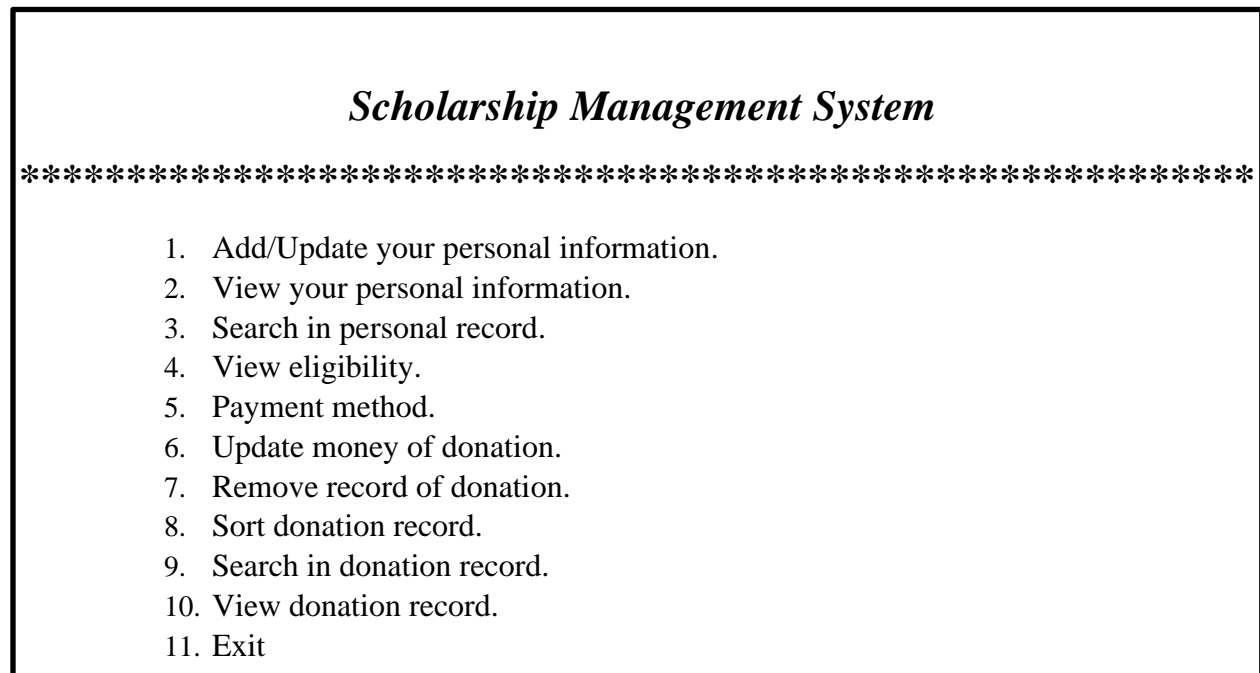 Scholarship Management System
**********************************************************
1. Add/Update your personal information.
2. View your personal information.
3. Search in personal record.
4. View eligibility.
5. Payment method.
6. Update money of donation.
7. Remove record of donation.
8. Sort donation record.
9. Search in donation record.
10. View donation record.
11. Exit